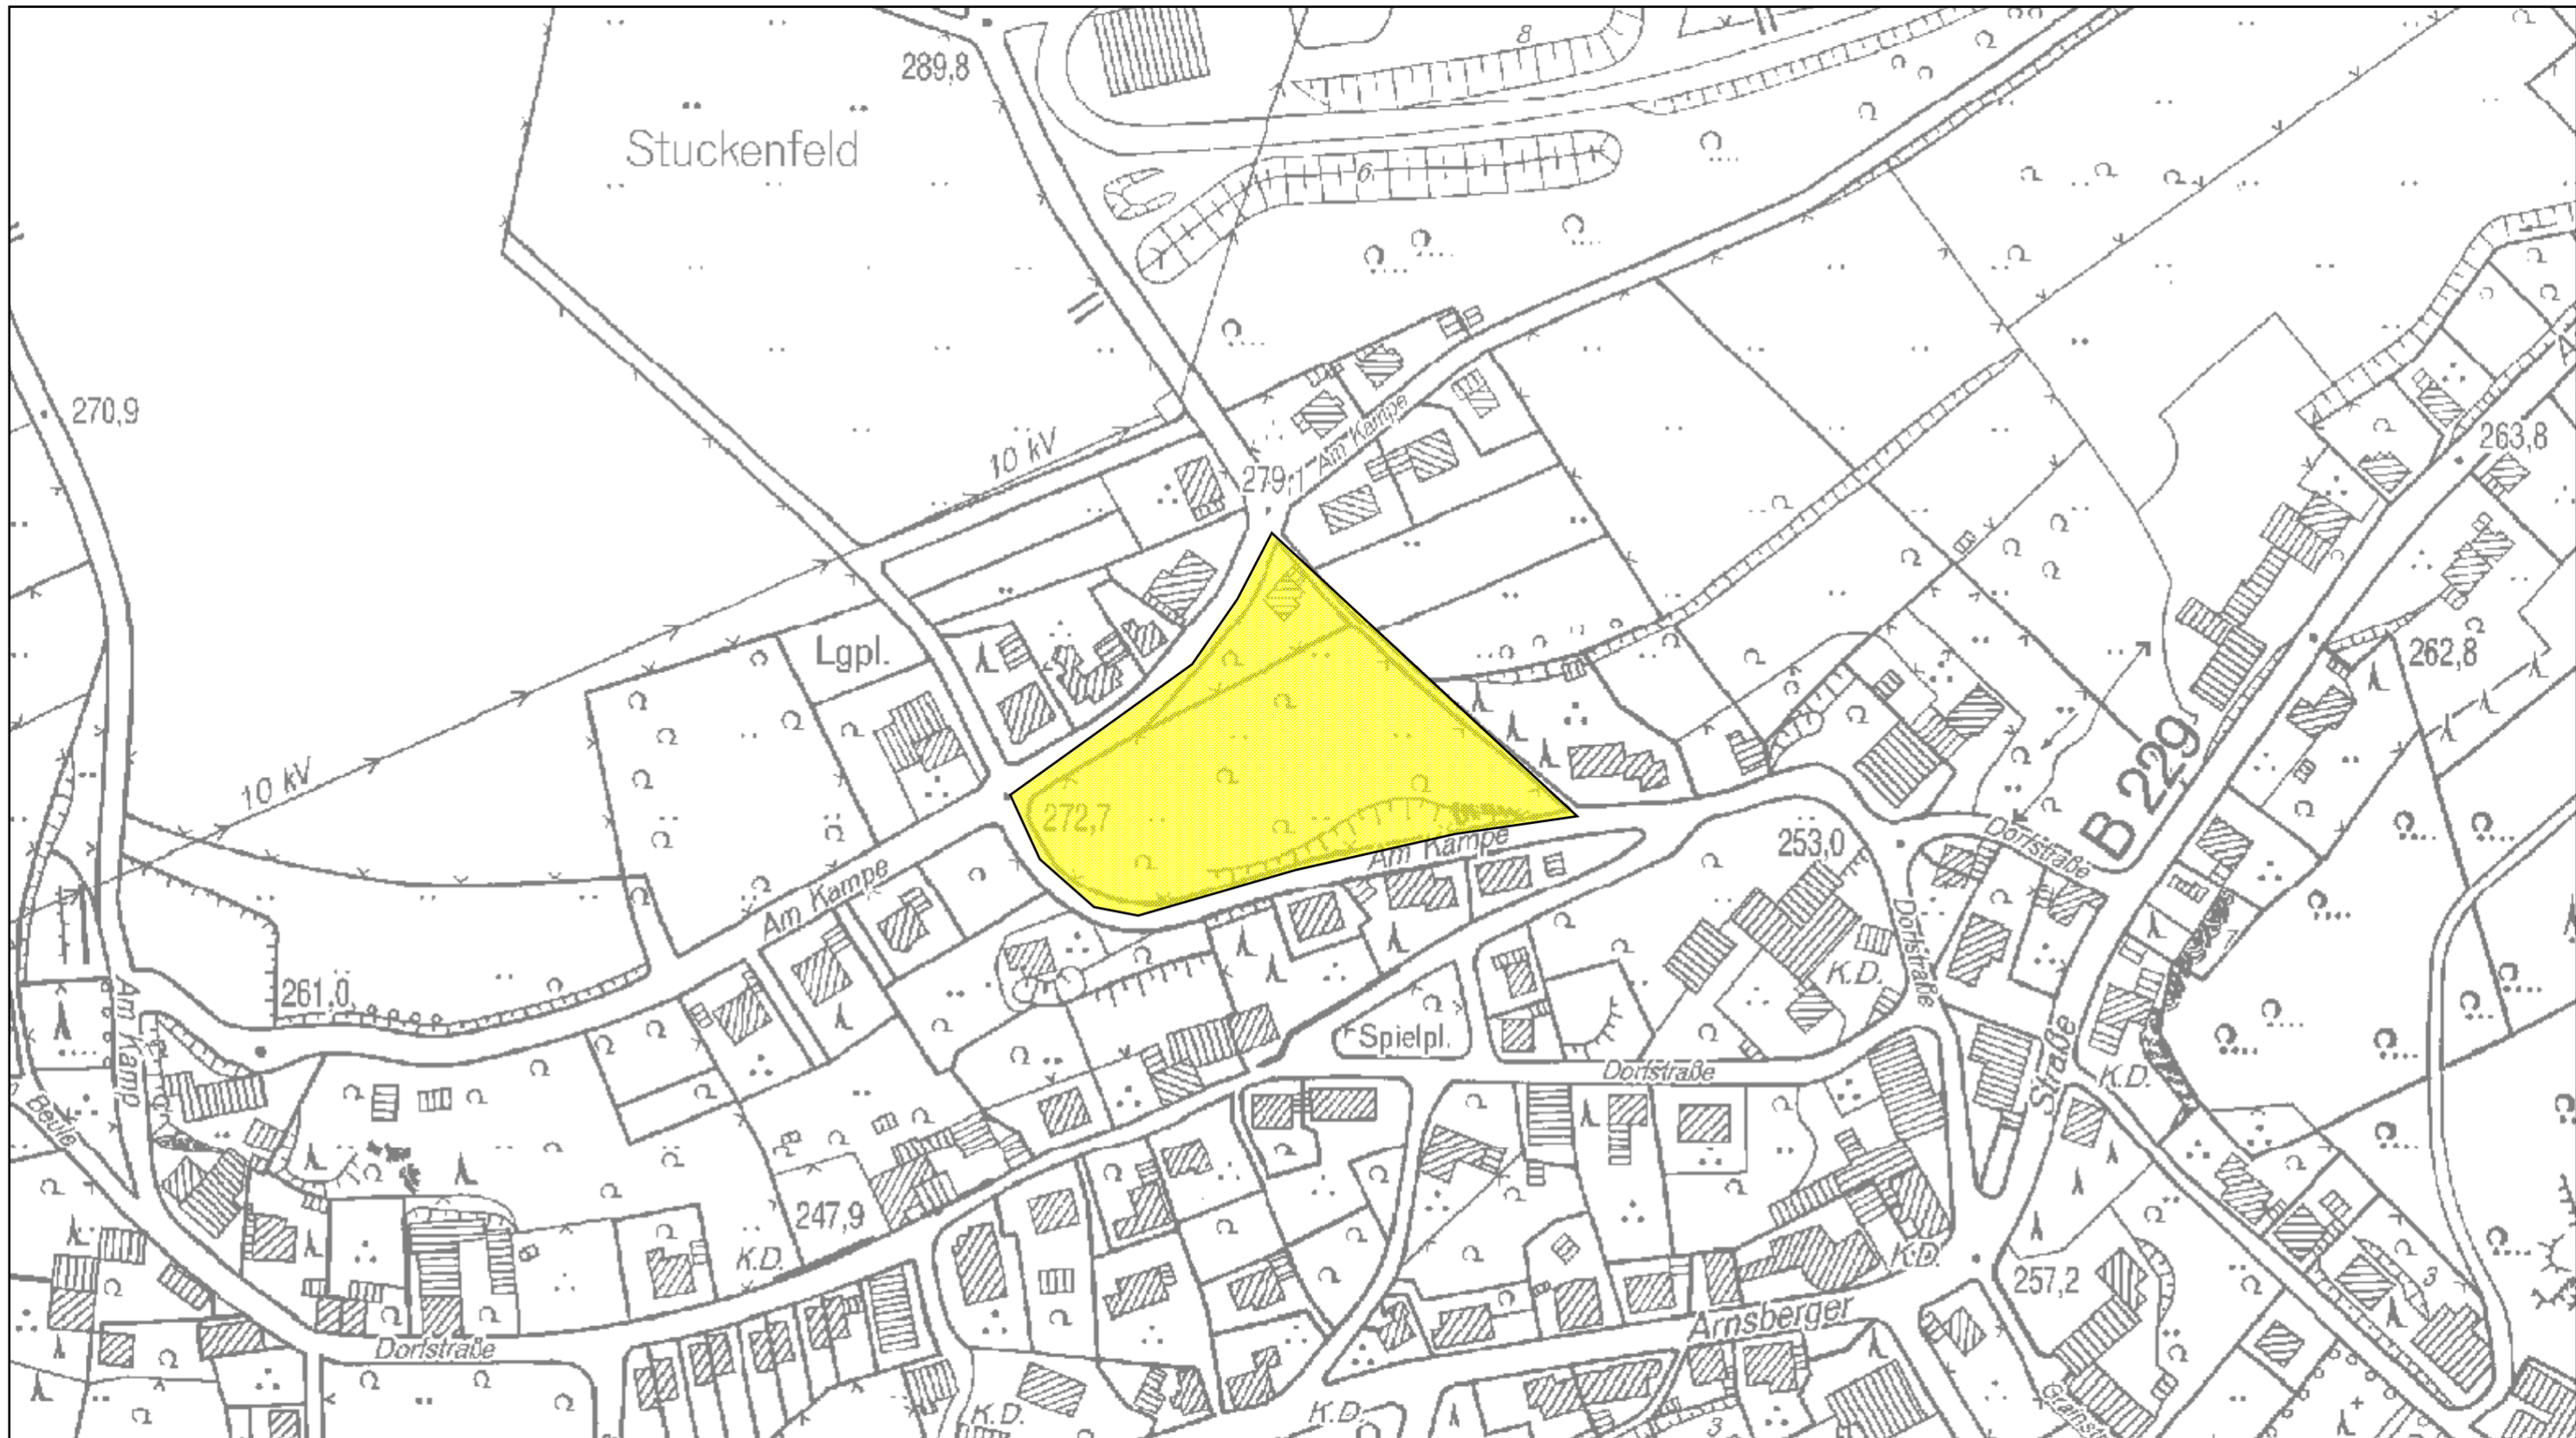 8
289,8
Stuckenfeld
6
270,9
10 kV
Am Kampe
263,8
279,1
Lgpl.
262,8
B 229
10 kV
272,7
Am Kampe
253,0
Dorfstraße
Am Kampe
Dorfstraße
K.D.
261,0
Am Kamp
Spielpl.
Straße
Dorfstraße
K.D.
247,9
K.D.
K.D.
257,2
3
Arnsberger
Dorfstraße
K.D.
K.D.
3